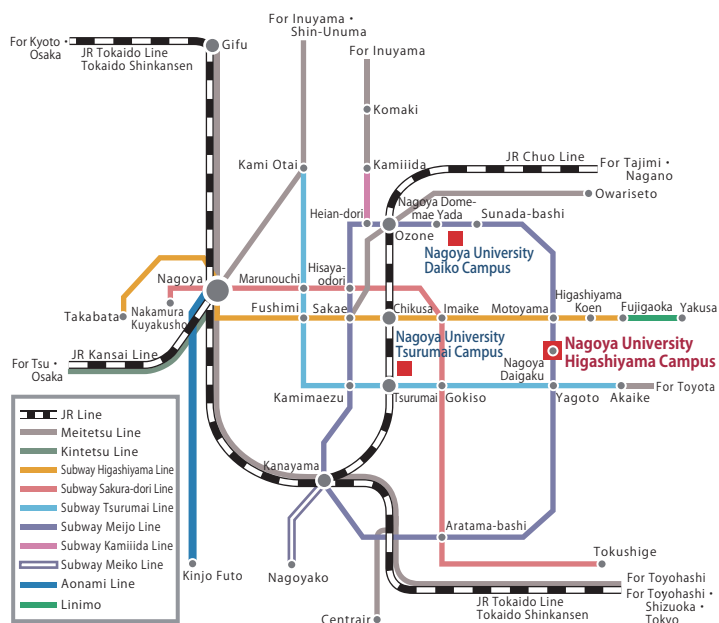 For Inuyama・
Shin-Unuma
For Kyoto・
Osaka
JR Tokaido Line
Tokaido Shinkansen
Gifu
For Inuyama
Komaki
Kami Otai
Kamiiida
JR Chuo Line
For Tajimi・
Nagano
Owariseto
Heian-dori
Nagoya Dome-
mae Yada
Sunada-bashi
Ozone
Nagoya University
Daiko Campus
Nagoya
Marunouchi
Hisaya-
odori
Takabata
Nakamura
Kuyakusho
Fushimi
Sakae
Chikusa
Imaike
Motoyama
Higashiyama
Koen
Fujigaoka
Yakusa
Nagoya University
Tsurumai Campus
Nagoya
Daigaku
Nagoya University
Higashiyama Campus
JR Kansai Line
For Tsu・
Osaka
Kamimaezu
Tsurumai
Gokiso
Yagoto
Akaike
For Toyota
JR Line
Meitetsu Line
Kintetsu Line
Subway Higashiyama Line
Subway Sakura-dori Line
Subway Tsurumai Line
Subway Meijo Line
Subway Kamiiida Line
Subway Meiko Line
Aonami Line
Linimo
Kanayama
Aratama-bashi
Kinjo Futo
Nagoyako
Tokushige
Centrair
JR Tokaido Line
Tokaido Shinkansen
For Toyohashi
For Toyohashi・
Shizuoka・
Tokyo